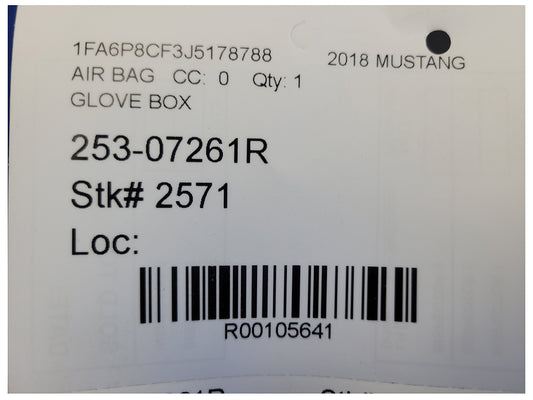 1FA6P8CF3J5178788 2018 MUSTANG
AIR BAG CC: 0 Qty: 1
GLOVE BOX
253-07261R
Stk# 2571
Loc:
R00105641